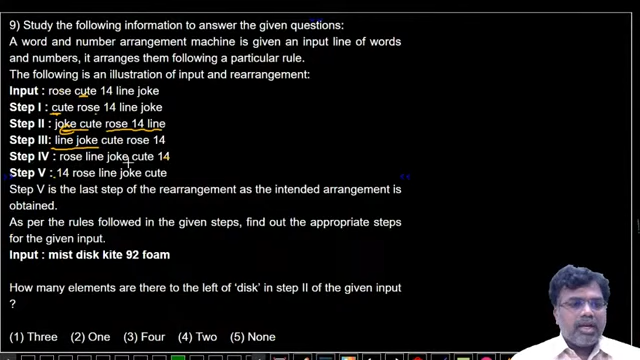 9) Study the following information to answer the given questions:
A word and number arrangement machine is given an input line of words
and numbers, it arranges them following a particular rule.
The following is an illustration of input and rearrangement:
Input : rose cute 14 line joke
Step I : cute rose 14 line joke
Step II : joke cute rose 14 line
Step III: line joke cute rose 14
Step IV : rose line joke cute 14
Step V : 14 rose line joke cute
Step V is the last step of the rearrangement as the intended arrangement is
obtained.
As per the rules followed in the given steps, find out the appropriate steps
for the given input.
Input : mist disk kite 92 foam
How many elements are there to the left of ‘disk’ in step II of the given input
?
(1) Three (2) One (3) Four (4) Two (5) None